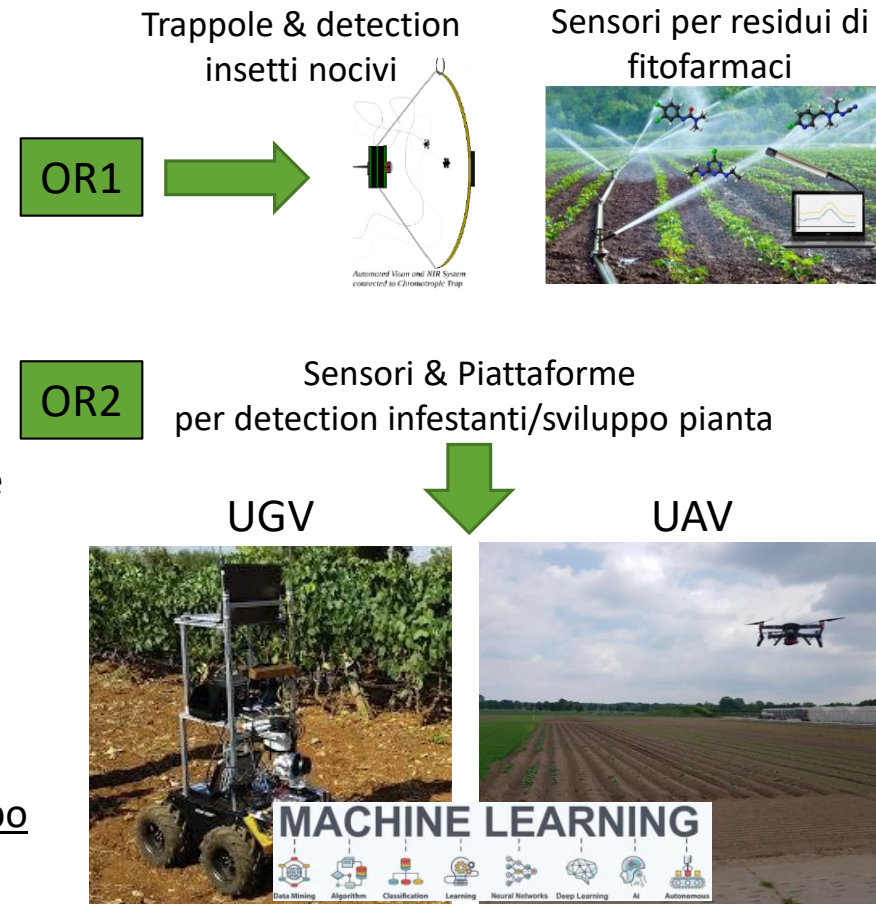 Trappole & detection
insetti nocivi
Sensori per residui di
fitofarmaci
OR1
Automated Vison and NIR System
connected to Chromotropic Trap
OR2
Sensori & Piattaforme
per detection infestanti/sviluppo pianta
e
UGV
UAV
po
MACHINE LEARNING
Data Mining Algorithm Classification Learning Neural Networks Deep Learning AI Autonomous